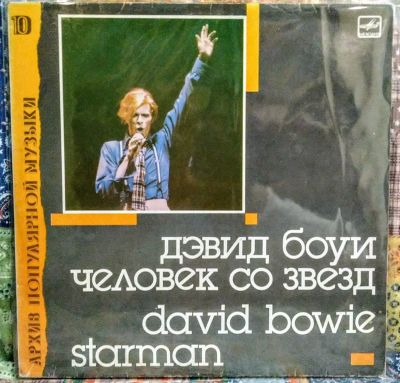 10
АРХИВ ПОПУЛЯРНОЙ МУЗЫКИ
дэвид боуи
человек со звезд
david bowie
starman